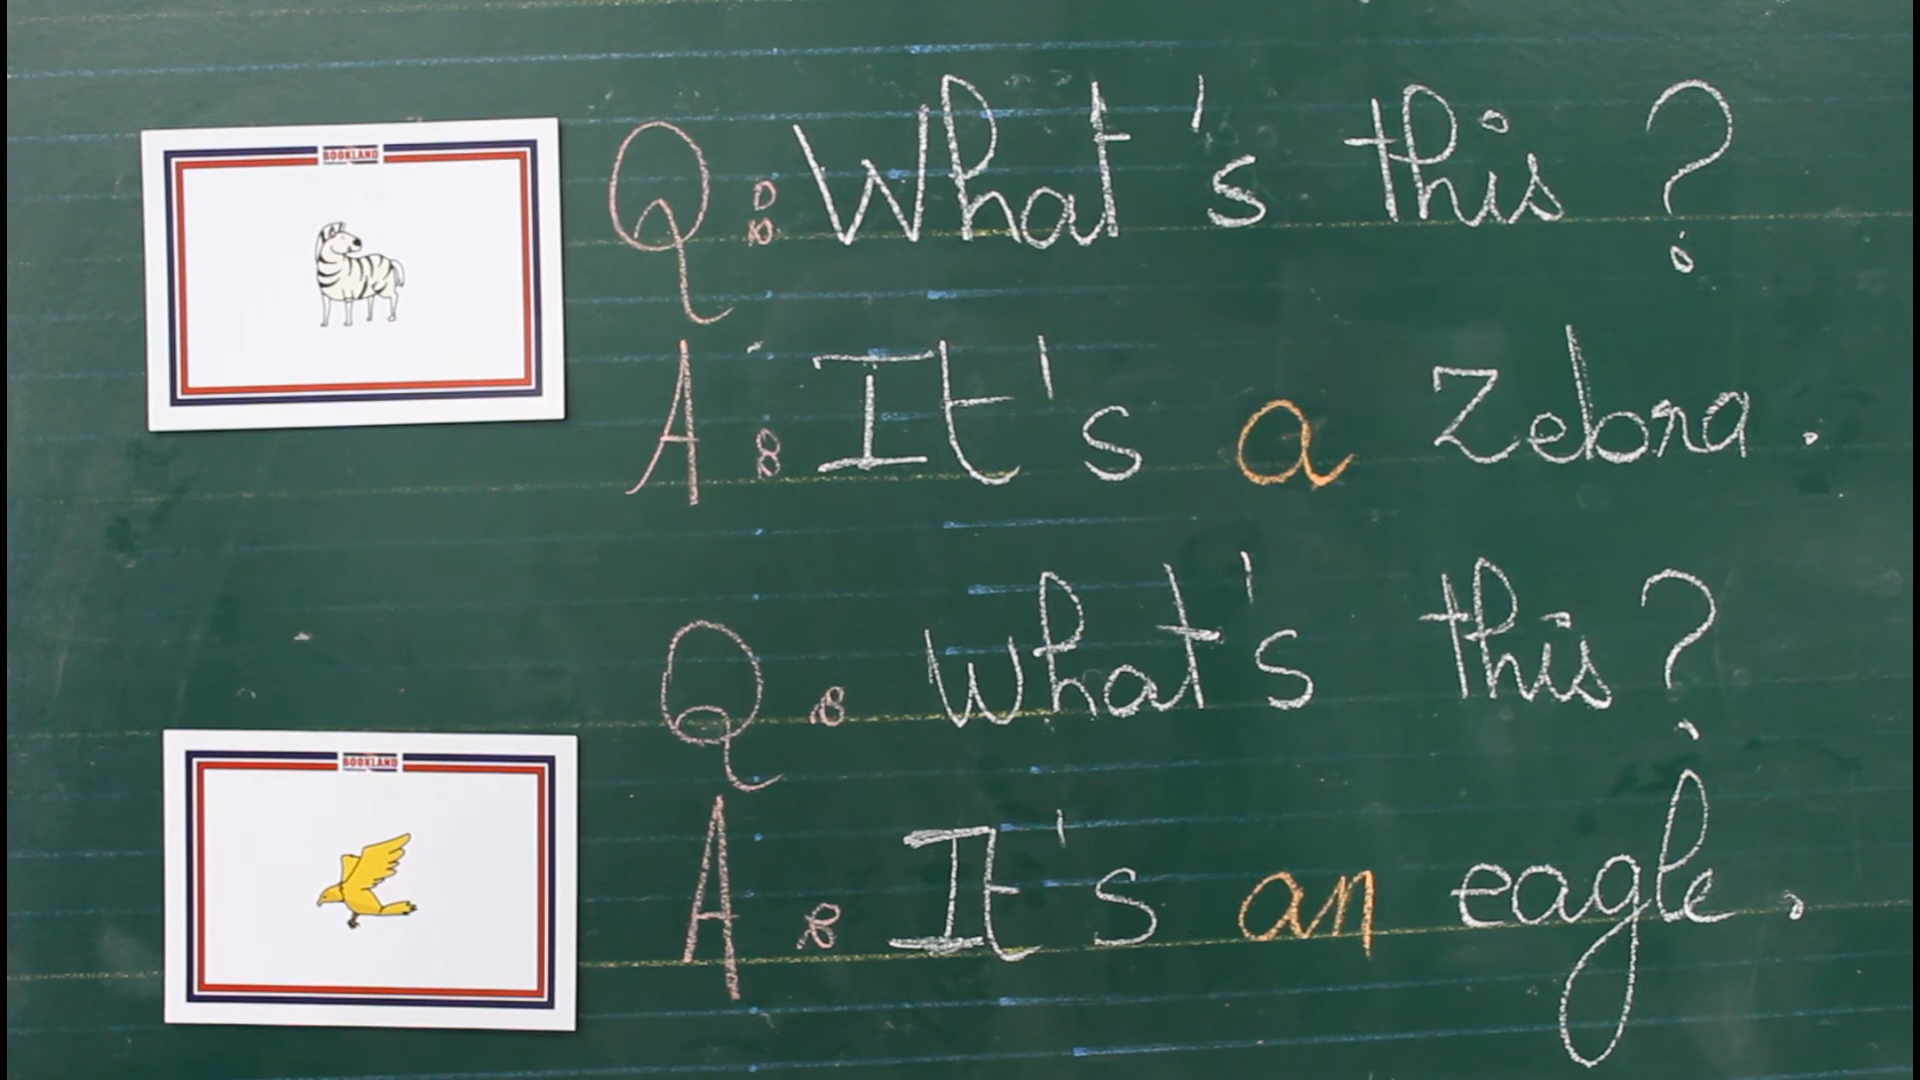 BOOKLAND
Q: What's this?
A: It's a Zebra.
Q: What's this?
BOOKLAND
A: It's an eagle.